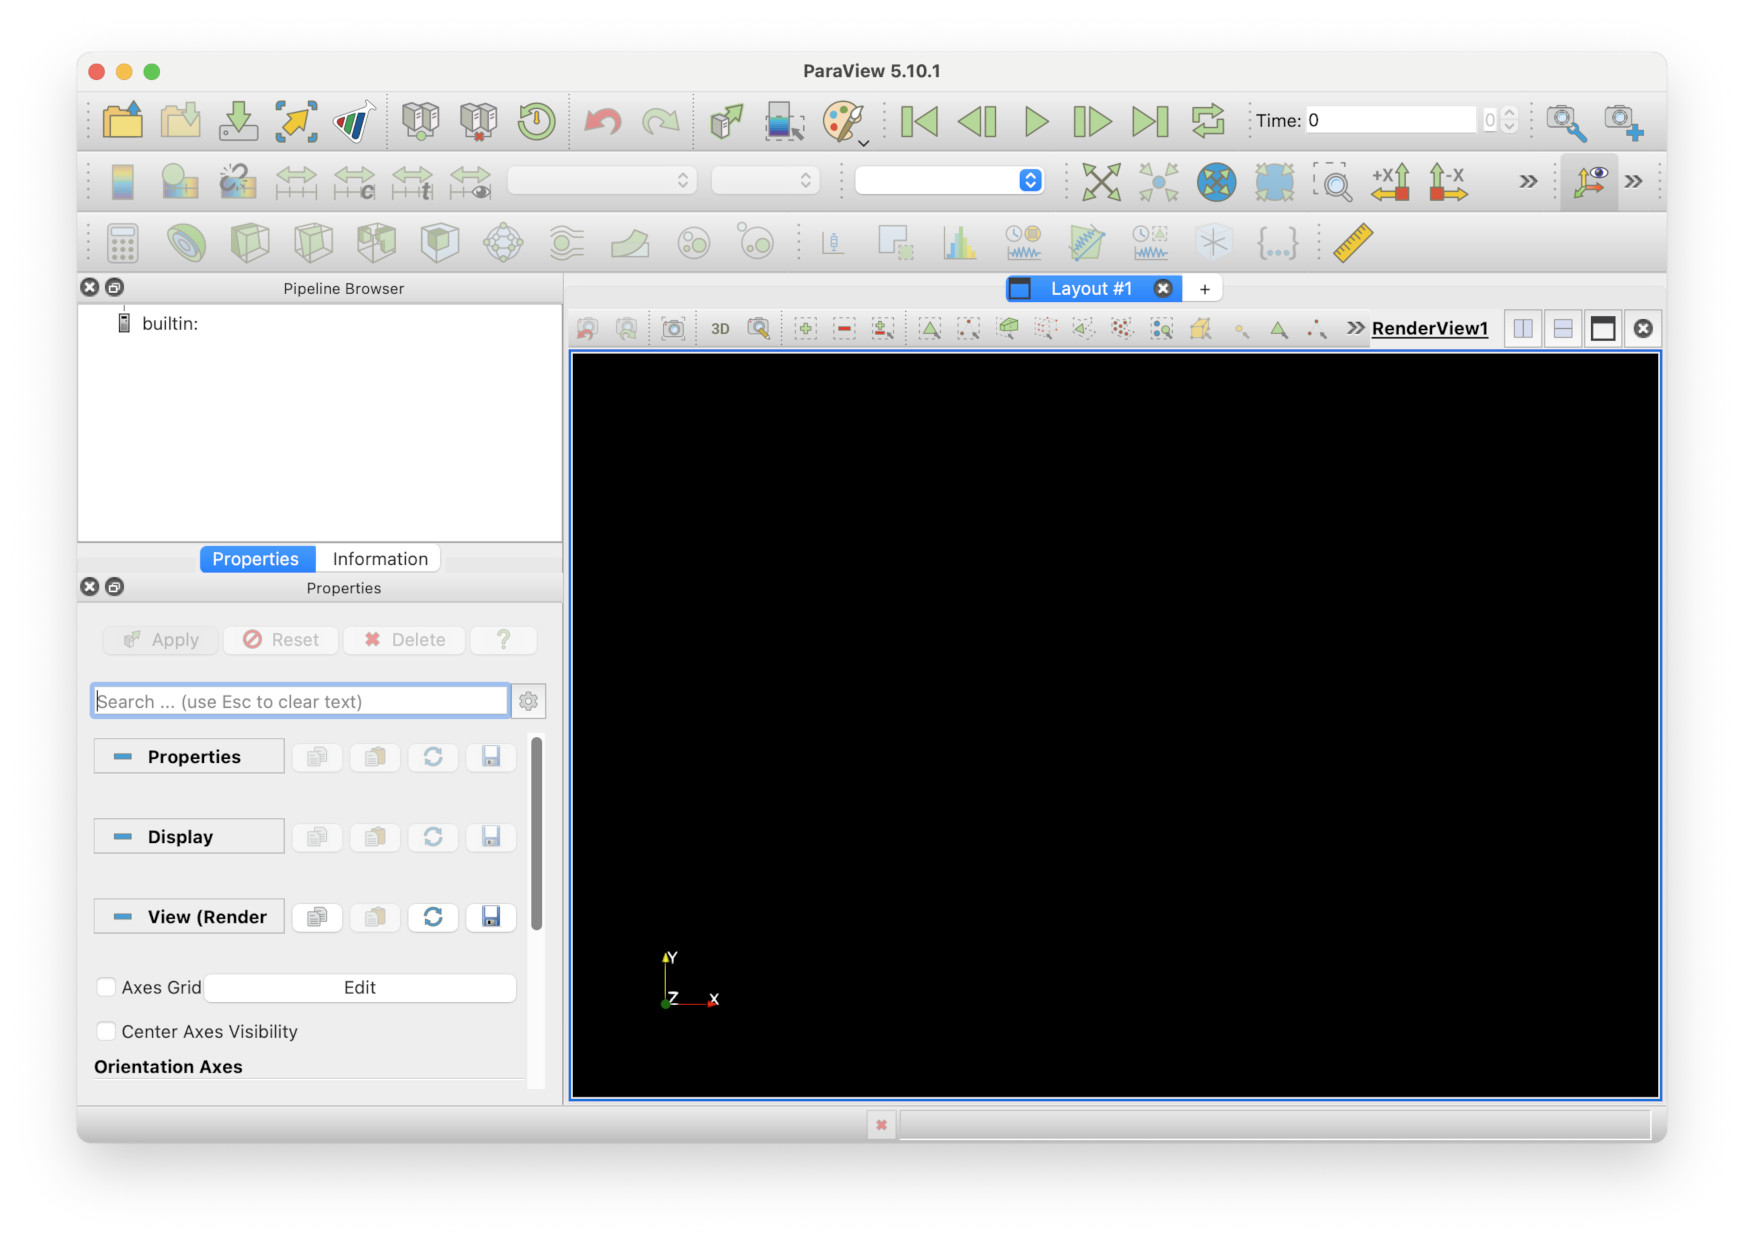 ParaView 5.10.1
Time: 0 0
c t +X -X
{...}
Pipeline Browser
Layout #1 +
builtin:
3D RenderView1
Properties Information
Properties
Apply Reset Delete ?
Search ... (use Esc to clear text)
Properties
Display
View (Render
Axes Grid Edit
Center Axes Visibility
Orientation Axes
Y
Z X